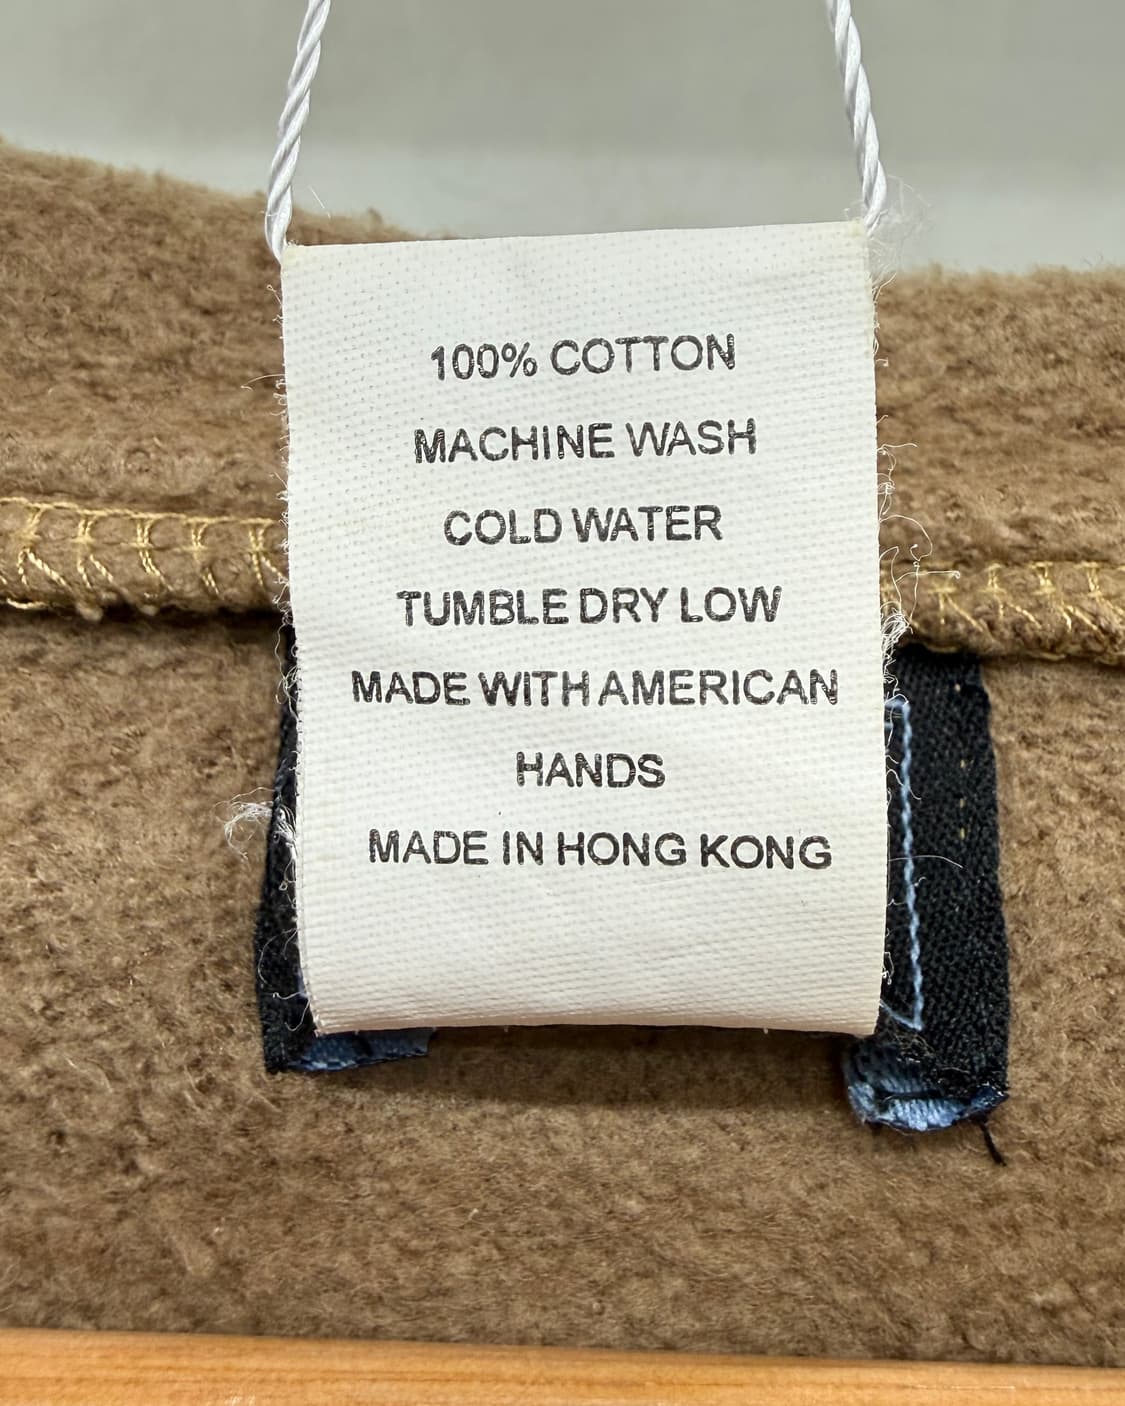 100% COTTON
MACHINE WASH
COLD WATER
TUMBLE DRY LOW
MADE WITH AMERICAN
HANDS
MADE IN HONG KONG